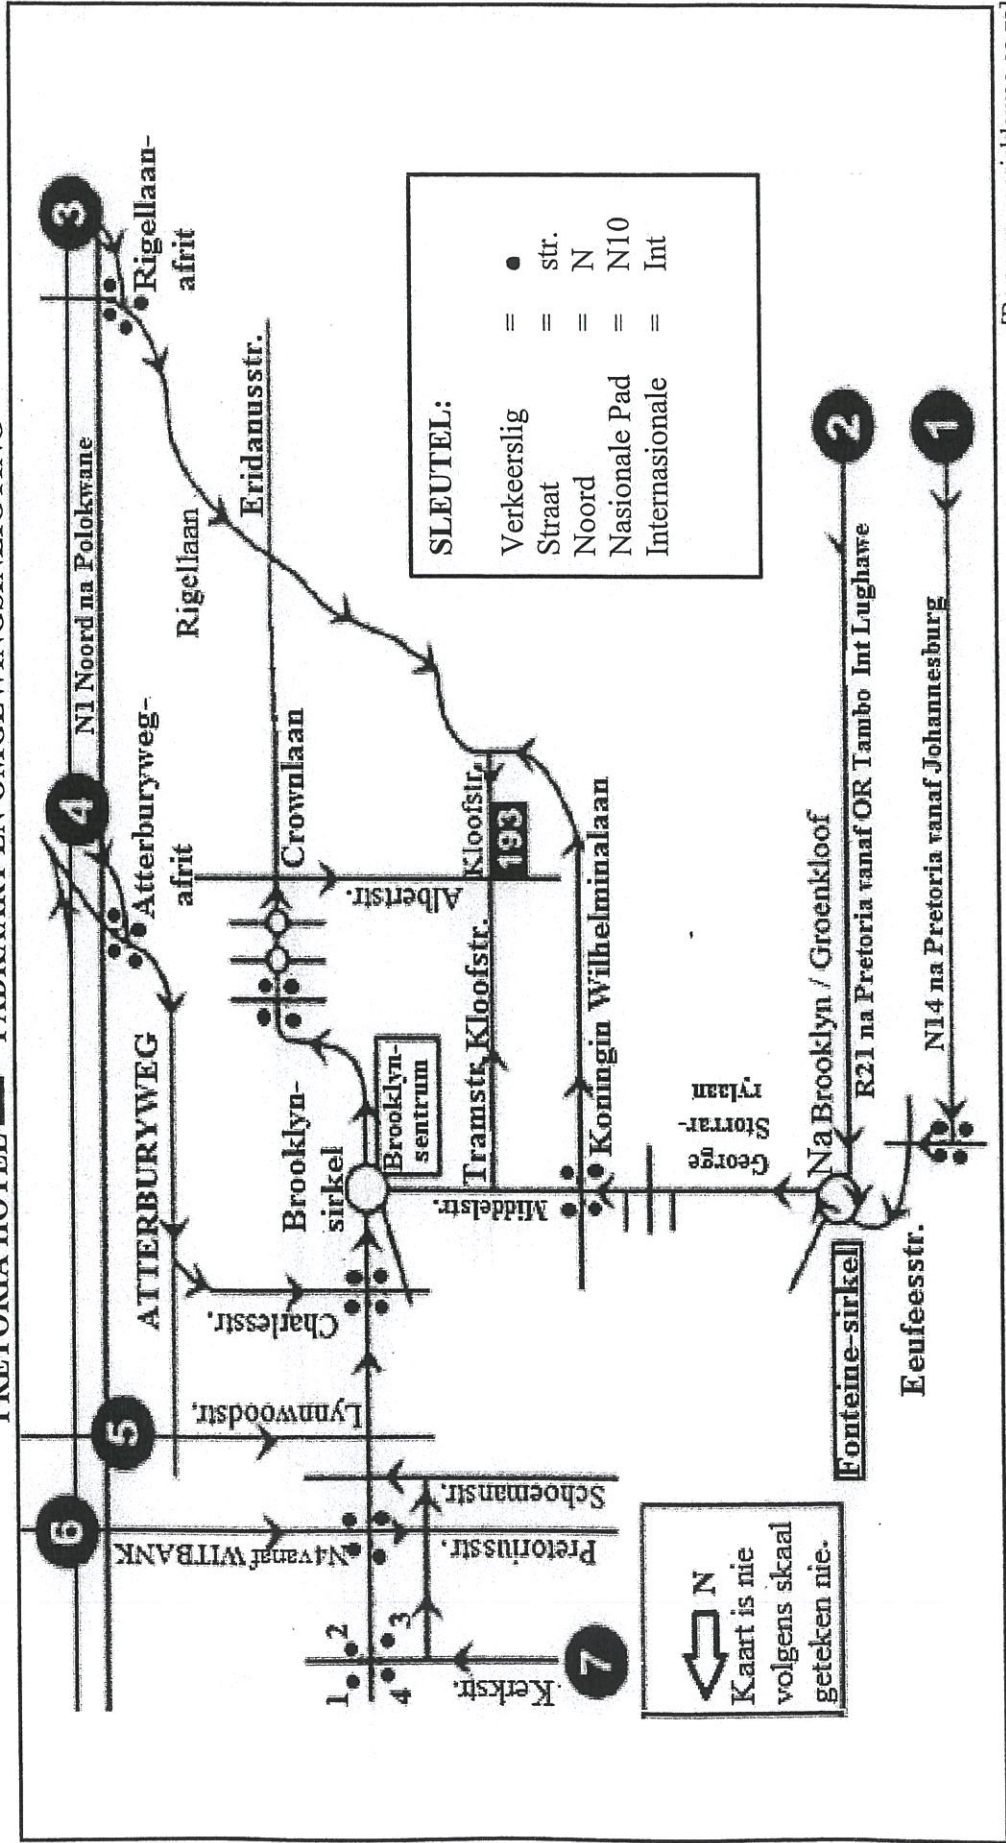 PRETORIA HOTEL
3
N1 Noord na Polokwane
4
5
6
Rigellaan-
afrit
Atterburyweg-
afrit
ATTERBURYWEG
Rigellaan
Eridanusstr.
Crownlaan
Albertstr.
Brooklyn-
sirkel
Brooklyn-
sentrum
Charlesstr.
Lynnwoodstr.
N4 vanaf WITBANK
Schoemanstr.
Pretoriusstr.
1
2
3
4
Kerkstr.
7
Tramstr.
Kloofstr.
Kloofstr.
193
Middelstr.
Koningin Wilhelminalaan
George
Storrar-
rylaan
Na Brooklyn / Groenkloof
Fonteine-sirkel
2
R21 na Pretoria vanaf OR Tambo Int Lughawe
1
N14 na Pretoria vanaf Johannesburg
Eeufeesstr.
SLEUTEL:
Verkeerslig = •
Straat = str.
Noord = N
Nasionale Pad = N10
Internasionale = Int
N
Kaart is nie
volgens skaal
geteken nie.